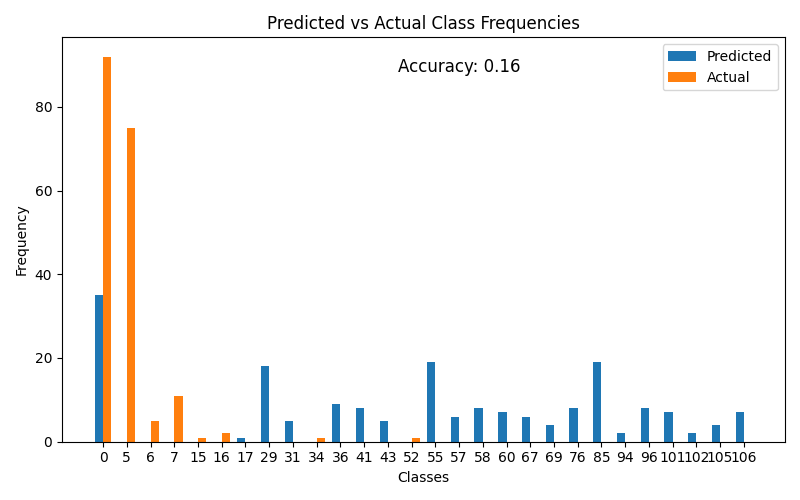 Predicted vs Actual Class Frequencies
Accuracy: 0.16
Predicted
Actual
80
60
40
20
0
Frequency
0 5 6 7 15 16 17 29 31 34 36 41 43 52 55 57 58 60 67 69 76 85 94 96 101 102 105 106
Classes